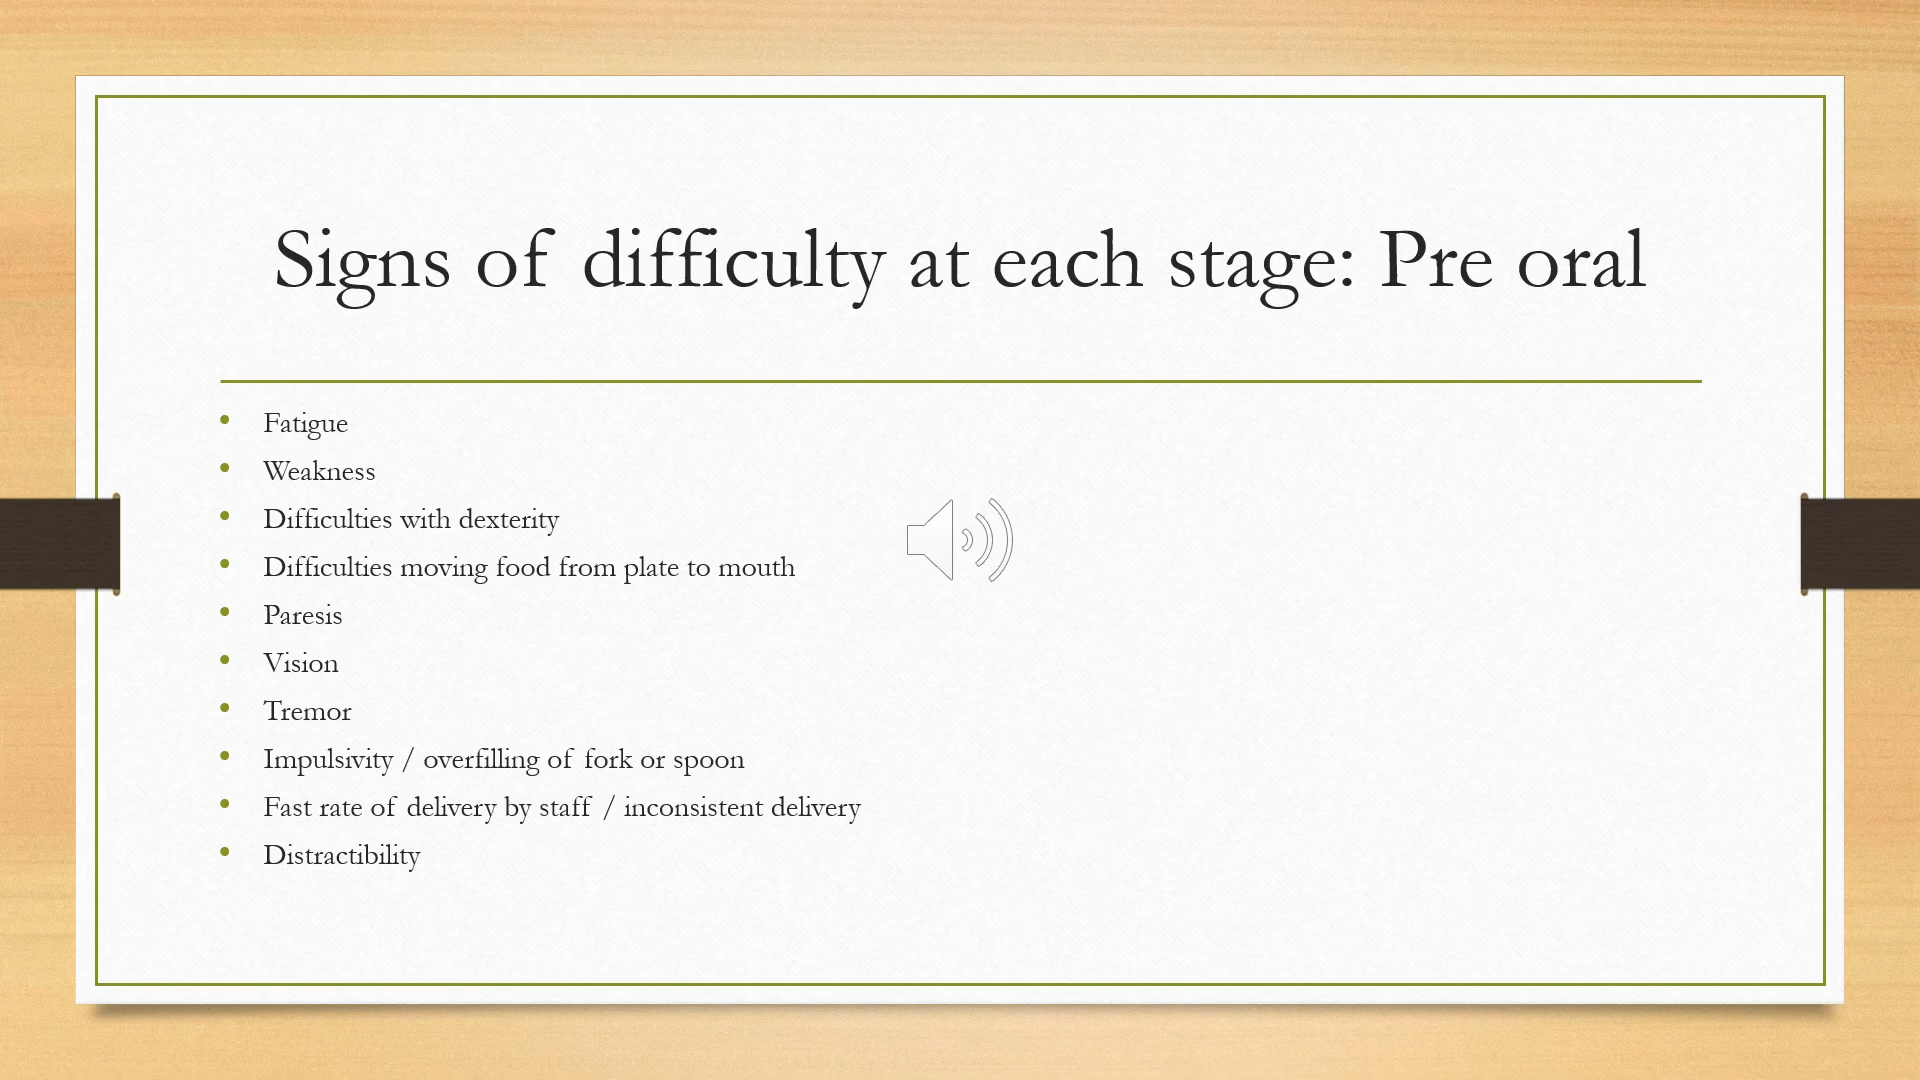 Signs of difficulty at each stage: Pre oral
• Fatigue
• Weakness
• Difficulties with dexterity
• Difficulties moving food from plate to mouth
• Paresis
• Vision
• Tremor
• Impulsivity / overfilling of fork or spoon
• Fast rate of delivery by staff / inconsistent delivery
• Distractibility